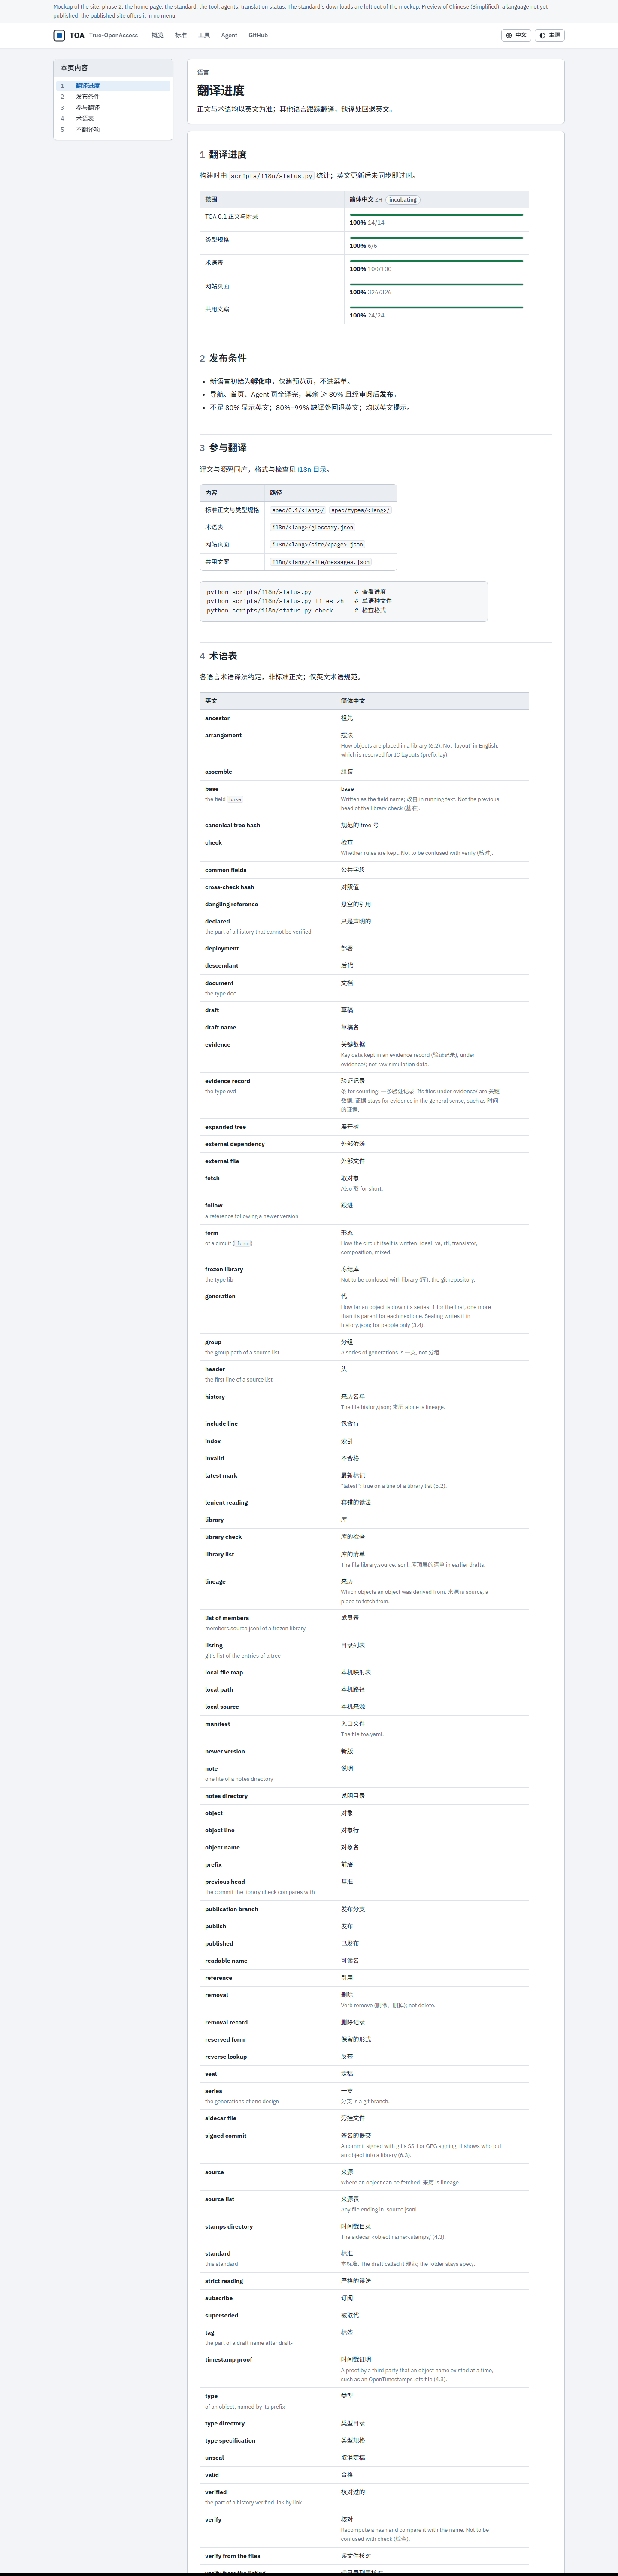 Mockup of the site, phase 2: the home page, the standard, the tool, agents, translation status. The standard's downloads are left out of the mockup. Preview of Chinese (Simplified), a language not yet
published: the published site offers it in no menu.
TOA True-OpenAccess 概览 标准 工具 Agent GitHub 中文 主题
本页内容
1 翻译进度
2 发布条件
3 参与翻译
4 术语表
5 不翻译项
语言
翻译进度
正文与术语均以英文为准；其他语言跟踪翻译，缺译处回退英文。
1 翻译进度
构建时由 scripts/i18n/status.py 统计；英文更新后未同步即过时。
范围 简体中文 ZH incubating
TOA 0.1 正文与附录 100% 14/14
类型规格 100% 6/6
术语表 100% 100/100
网站页面 100% 326/326
共用文案 100% 24/24
2 发布条件
新语言初始为孵化中，仅建预览页，不进菜单。
导航、首页、Agent 页全译完，其余 ≥ 80% 且经审阅后发布。
不足 80% 显示英文；80%–99% 缺译处回退英文；均以英文提示。
3 参与翻译
译文与源码同库，格式与检查见 i18n 目录。
内容 路径
标准正文与类型规格 spec/0.1/<lang>/ , spec/types/<lang>/
术语表 i18n/<lang>/glossary.json
网站页面 i18n/<lang>/site/<page>.json
共用文案 i18n/<lang>/site/messages.json
python scripts/i18n/status.py # 查看进度
python scripts/i18n/status.py files zh # 单语种文件
python scripts/i18n/status.py check # 检查格式
4 术语表
各语言术语译法约定，非标准正文；仅英文术语规范。
英文 简体中文
ancestor 祖先
arrangement 摆法
How objects are placed in a library (6.2). Not 'layout' in English,
which is reserved for IC layouts (prefix lay).
assemble 组装
base base
the field base Written as the field name; 改自 in running text. Not the previous
head of the library check (基准).
canonical tree hash 规范的 tree 号
check 检查
Whether rules are kept. Not to be confused with verify (核对).
common fields 公共字段
cross-check hash 对照值
dangling reference 悬空的引用
declared 只是声明的
the part of a history that cannot be verified
deployment 部署
descendant 后代
document 文档
the type doc
draft 草稿
draft name 草稿名
evidence 关键数据
Key data kept in an evidence record (验证记录), under
evidence/; not raw simulation data.
evidence record 验证记录
the type evd 条 for counting: 一条验证记录. Its files under evidence/ are 关键
数据. 证据 stays for evidence in the general sense, such as 时间
的证据.
expanded tree 展开树
external dependency 外部依赖
external file 外部文件
fetch 取对象
Also 取 for short.
follow 跟进
a reference following a newer version
form 形态
of a circuit ( form ) How the circuit itself is written: ideal, va, rtl, transistor,
composition, mixed.
frozen library 冻结库
the type lib Not to be confused with library (库), the git repository.
generation 代
How far an object is down its series: 1 for the first, one more
than its parent for each next one. Sealing writes it in
history.json; for people only (3.4).
group 分组
the group path of a source list A series of generations is 一支, not 分组.
header 头
the first line of a source list
history 来历名单
The file history.json; 来历 alone is lineage.
include line 包含行
index 索引
invalid 不合格
latest mark 最新标记
"latest": true on a line of a library list (5.2).
lenient reading 容错的读法
library 库
library check 库的检查
library list 库的清单
The file library.source.jsonl. 库顶层的清单 in earlier drafts.
lineage 来历
Which objects an object was derived from. 来源 is source, a
place to fetch from.
list of members 成员表
members.source.jsonl of a frozen library
listing 目录列表
git's list of the entries of a tree
local file map 本机映射表
local path 本机路径
local source 本机来源
manifest 入口文件
The file toa.yaml.
newer version 新版
note 说明
one file of a notes directory
notes directory 说明目录
object 对象
object line 对象行
object name 对象名
prefix 前缀
previous head 基准
the commit the library check compares with
publication branch 发布分支
publish 发布
published 已发布
readable name 可读名
reference 引用
removal 删除
Verb remove (删除、删掉); not delete.
removal record 删除记录
reserved form 保留的形式
reverse lookup 反查
seal 定稿
series 一支
the generations of one design 分支 is a git branch.
sidecar file 旁挂文件
signed commit 签名的提交
A commit signed with git's SSH or GPG signing; it shows who put
an object into a library (6.3).
source 来源
Where an object can be fetched. 来历 is lineage.
source list 来源表
Any file ending in .source.jsonl.
stamps directory 时间戳目录
The sidecar <object name>.stamps/ (4.3).
standard 标准
this standard 本标准. The draft called it 规范; the folder stays spec/.
strict reading 严格的读法
subscribe 订阅
superseded 被取代
tag 标签
the part of a draft name after draft-
timestamp proof 时间戳证明
A proof by a third party that an object name existed at a time,
such as an OpenTimestamps .ots file (4.3).
type 类型
of an object, named by its prefix
type directory 类型目录
type specification 类型规格
unseal 取消定稿
valid 合格
verified 核对过的
the part of a history verified link by link
verify 核对
Recompute a hash and compare it with the name. Not to be
confused with check (检查).
verify from the files 读文件核对